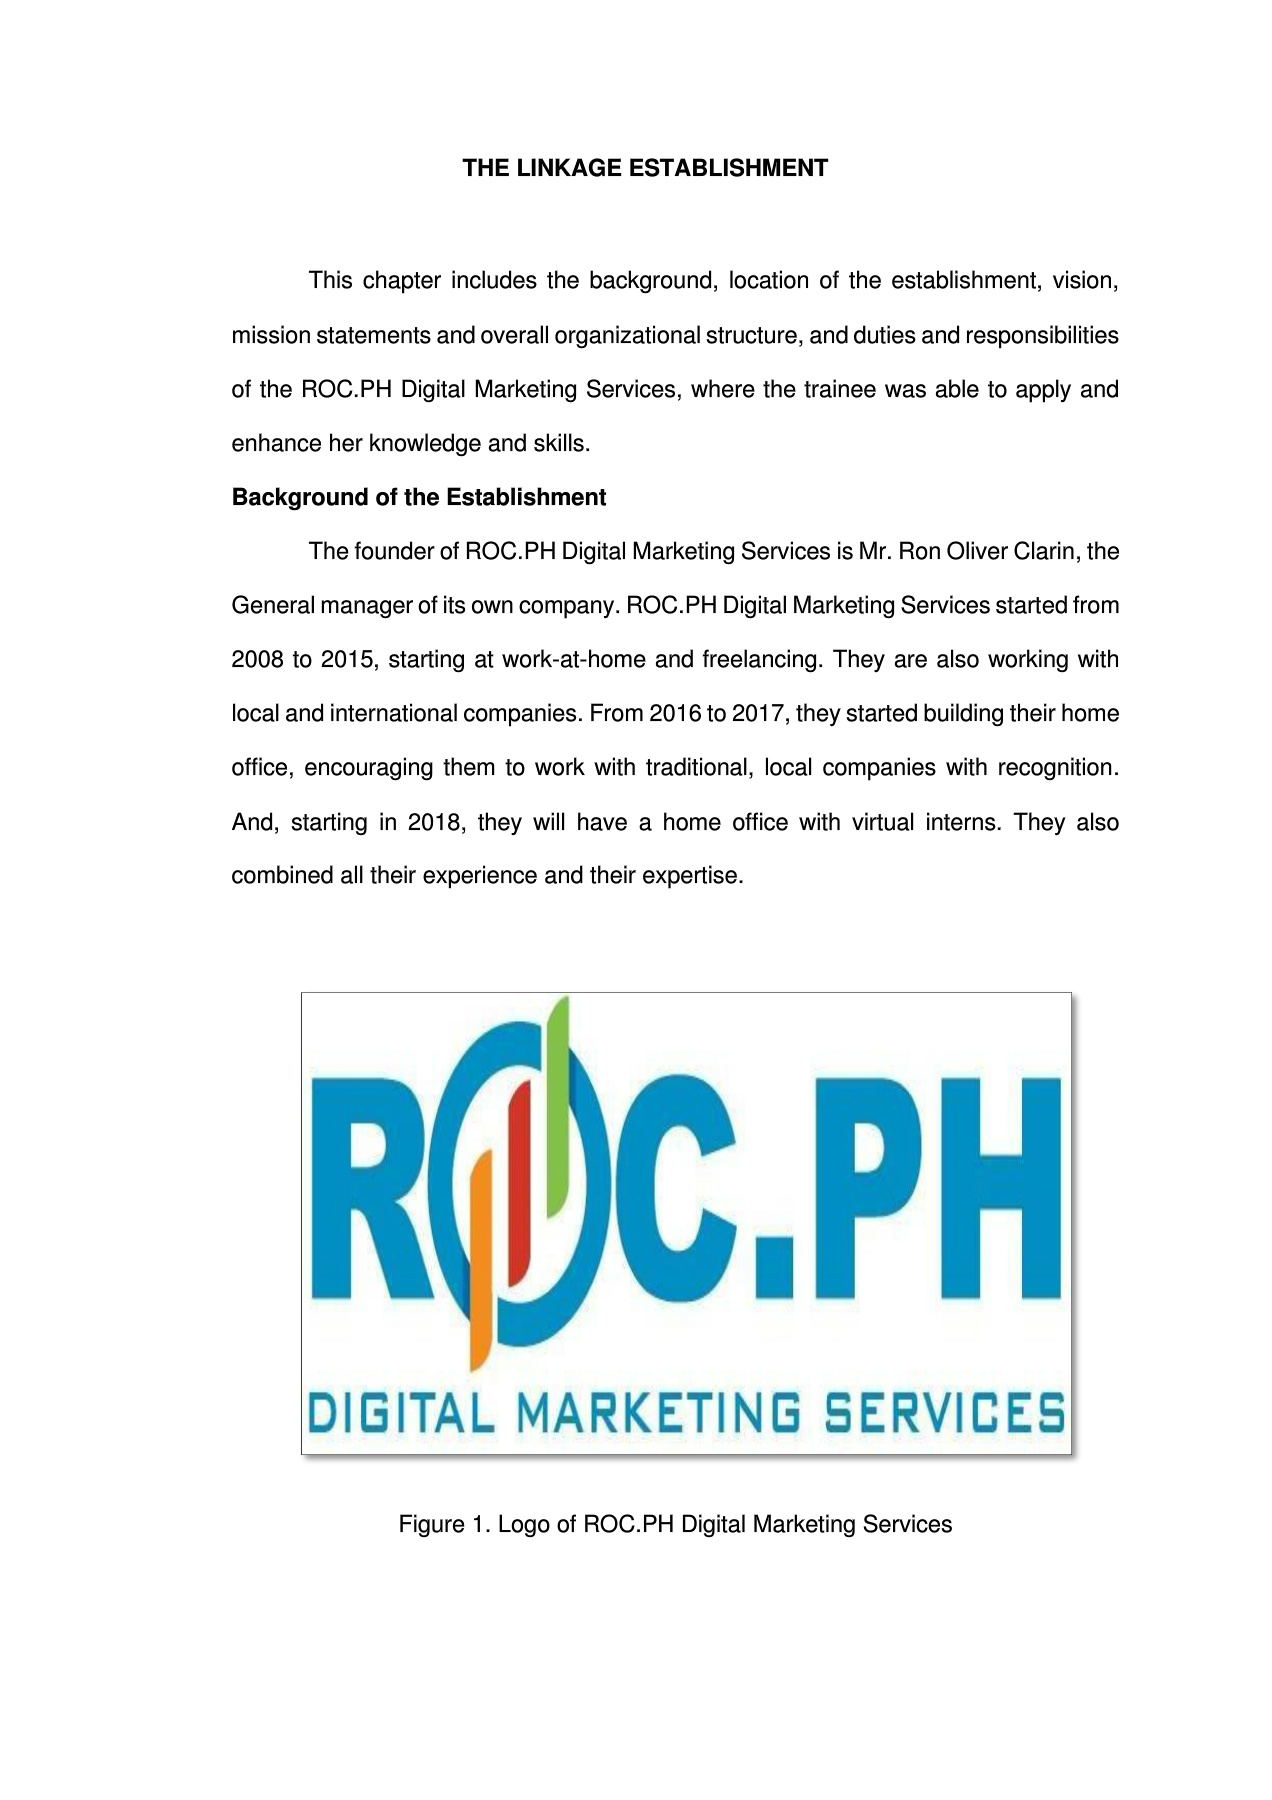 THE LINKAGE ESTABLISHMENT
This chapter includes the background, location of the establishment, vision,
mission statements and overall organizational structure, and duties and responsibilities
of the ROC.PH Digital Marketing Services, where the trainee was able to apply and
enhance her knowledge and skills.
Background of the Establishment
The founder of ROC.PH Digital Marketing Services is Mr. Ron Oliver Clarin, the
General manager of its own company. ROC.PH Digital Marketing Services started from
2008 to 2015, starting at work-at-home and freelancing. They are also working with
local and international companies. From 2016 to 2017, they started building their home
office, encouraging them to work with traditional, local companies with recognition.
And, starting in 2018, they will have a home office with virtual interns. They also
combined all their experience and their expertise.
ROC.PH
DIGITAL MARKETING SERVICES
Figure 1. Logo of ROC.PH Digital Marketing Services